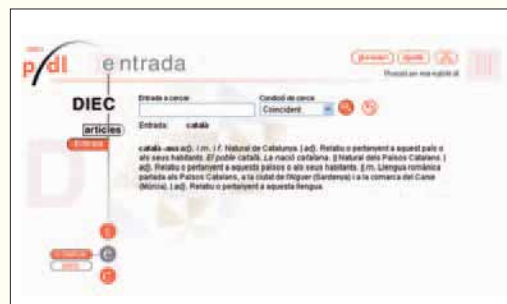 p/dl
entrada
DIEC
articles
Entrada
Entrada a cercar
Condició de cerca
Coincident
Entrada: català
català -ana adj. i m. i f. Natural de Catalunya. | adj. Relatiu o pertanyent a aquest país o
als seus habitants. El poble català. La nació catalana. || Natural dels Països Catalans. |
adj. Relatiu o pertanyent a aquests països o als seus habitants. || m. Llengua romànica
parlada als Països Catalans, a la ciutat de l'Alguer (Sardenya) i a la comarca del Carxe
(Múrcia). | adj. Relatiu o pertanyent a aquesta llengua.